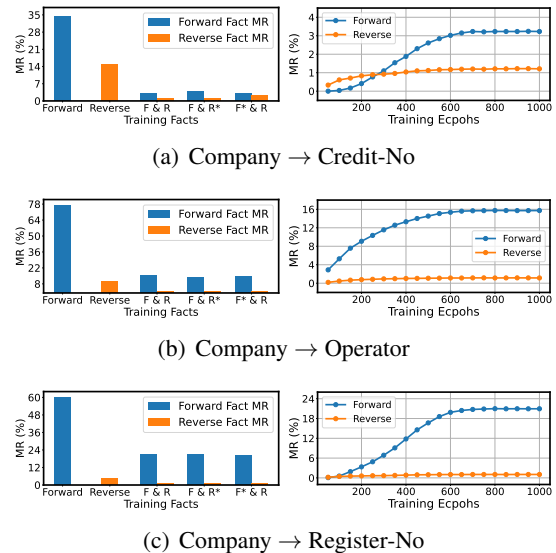 MR (%)
35
28
21
14
7
0
Forward Fact MR
Reverse Fact MR
Forward Reverse F & R F & R* F* & R
Training Facts
MR (%)
4
3
2
1
0
Forward
Reverse
200 400 600 800 1000
Training Ecpohs
(a) Company → Credit-No
MR (%)
78
64
50
36
22
8
Forward Fact MR
Reverse Fact MR
Forward Reverse F & R F & R* F* & R
Training Facts
MR (%)
16
12
8
4
0
Forward
Reverse
200 400 600 800 1000
Training Ecpohs
(b) Company → Operator
MR (%)
60
48
36
24
12
0
Forward Fact MR
Reverse Fact MR
Forward Reverse F & R F & R* F* & R
Training Facts
MR (%)
24
18
12
6
0
Forward
Reverse
200 400 600 800 1000
Training Ecpohs
(c) Company → Register-No